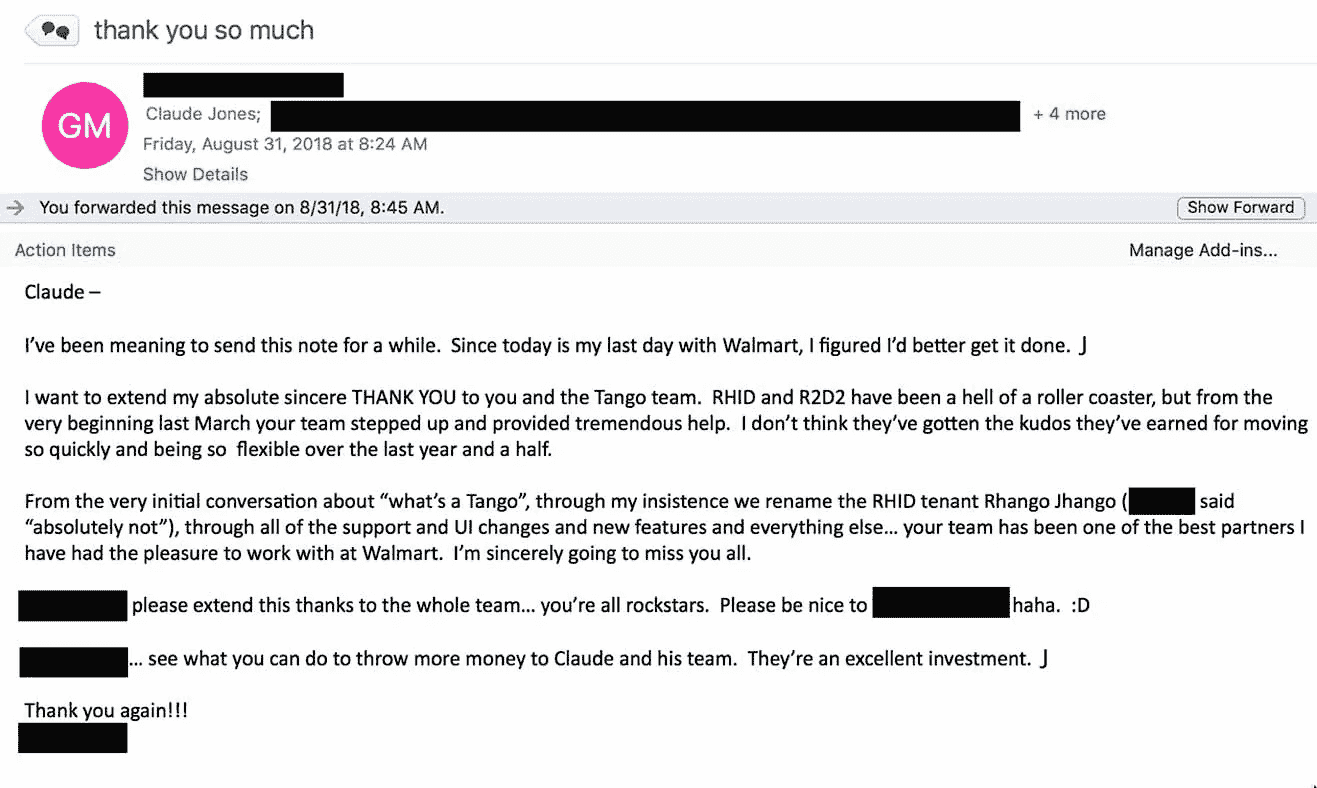 thank you so much
GM
Claude Jones;
+ 4 more
Friday, August 31, 2018 at 8:24 AM
Show Details
You forwarded this message on 8/31/18, 8:45 AM.
Show Forward
Action Items
Manage Add-ins...
Claude –
I've been meaning to send this note for a while.  Since today is my last day with Walmart, I figured I'd better get it done.  J
I want to extend my absolute sincere THANK YOU to you and the Tango team.  RHID and R2D2 have been a hell of a roller coaster, but from the
very beginning last March your team stepped up and provided tremendous help.  I don't think they've gotten the kudos they've earned for moving
so quickly and being so  flexible over the last year and a half.
From the very initial conversation about “what's a Tango”, through my insistence we rename the RHID tenant Rhango Jhango ( said
“absolutely not”), through all of the support and UI changes and new features and everything else… your team has been one of the best partners I
have had the pleasure to work with at Walmart.  I'm sincerely going to miss you all.
please extend this thanks to the whole team… you're all rockstars.  Please be nice to haha.  :D
… see what you can do to throw more money to Claude and his team.  They're an excellent investment.  J
Thank you again!!!